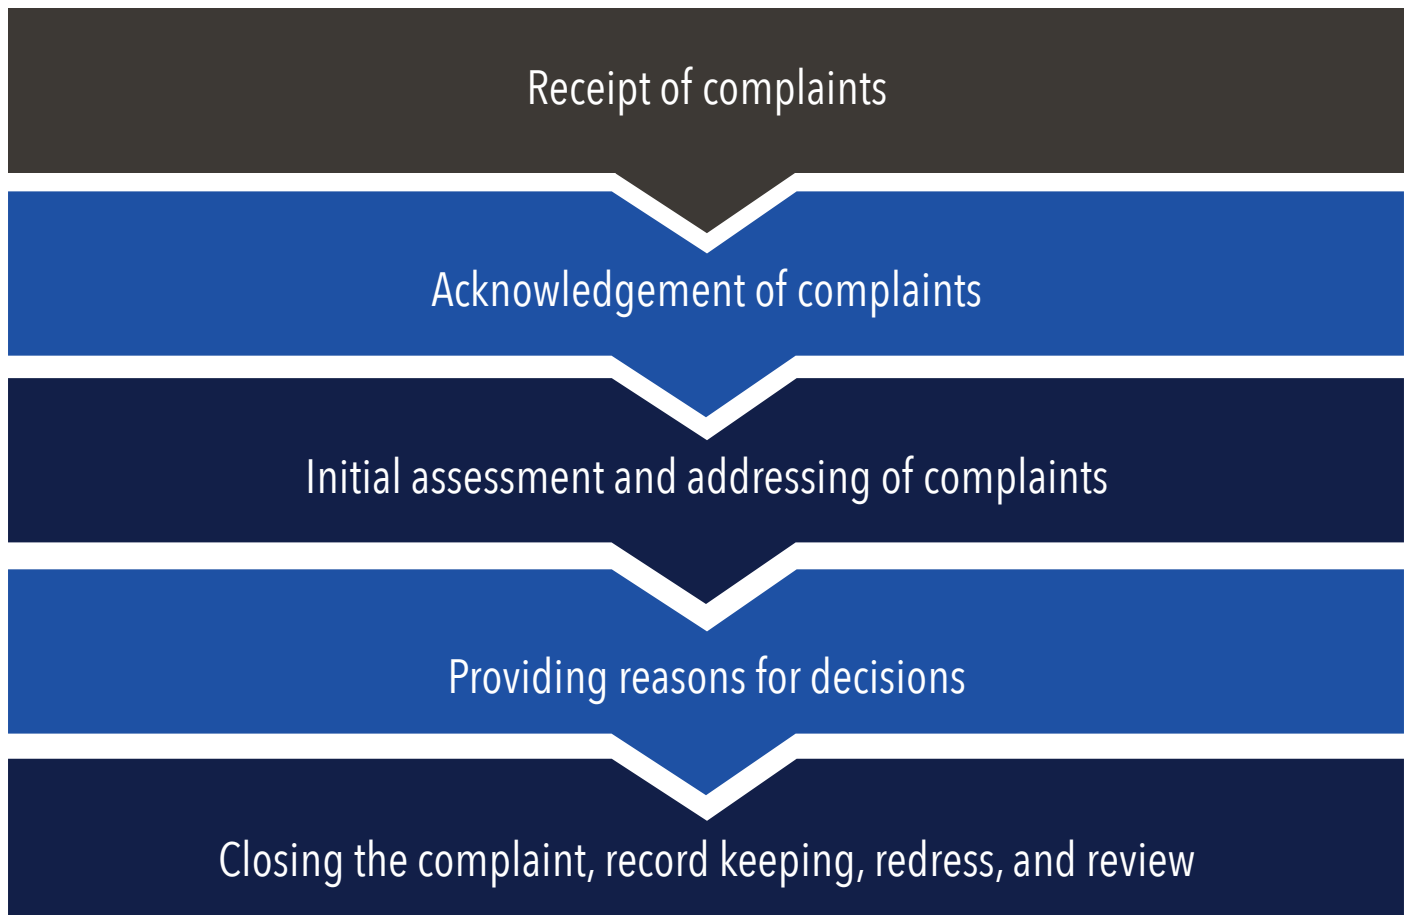 Receipt of complaints
Acknowledgement of complaints
Initial assessment and addressing of complaints
Providing reasons for decisions
Closing the complaint, record keeping, redress, and review